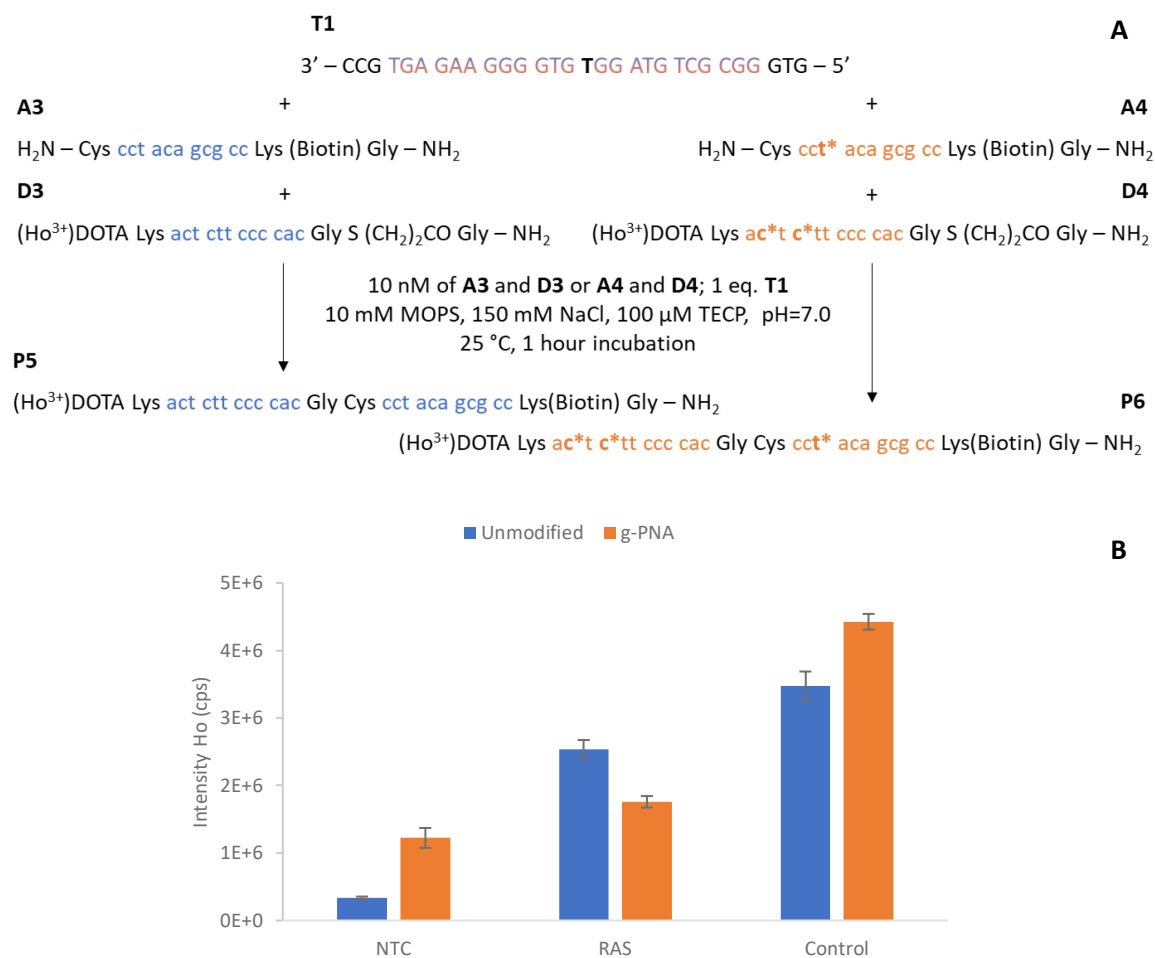 T1
A
3’ – CCG TGA GAA GGG GTG TGG ATG TCG CGG GTG – 5’
A3 + + A4
H₂N – Cys cct aca gcg cc Lys (Biotin) Gly – NH₂
H₂N – Cys cct* aca gcg cc Lys (Biotin) Gly – NH₂
D3 + + D4
(Ho³⁺)DOTA Lys act ctt ccc cac Gly S (CH₂)₂CO Gly – NH₂
(Ho³⁺)DOTA Lys ac*t c*tt ccc cac Gly S (CH₂)₂CO Gly – NH₂
10 nM of A3 and D3 or A4 and D4; 1 eq. T1
10 mM MOPS, 150 mM NaCl, 100 µM TECP, pH=7.0
25 °C, 1 hour incubation
P5
(Ho³⁺)DOTA Lys act ctt ccc cac Gly Cys cct aca gcg cc Lys(Biotin) Gly – NH₂
P6
(Ho³⁺)DOTA Lys ac*t c*tt ccc cac Gly Cys cct* aca gcg cc Lys(Biotin) Gly – NH₂
Unmodified g-PNA
B
Intensity Ho (cps)
5E+6
4E+6
3E+6
2E+6
1E+6
0E+0
NTC RAS Control